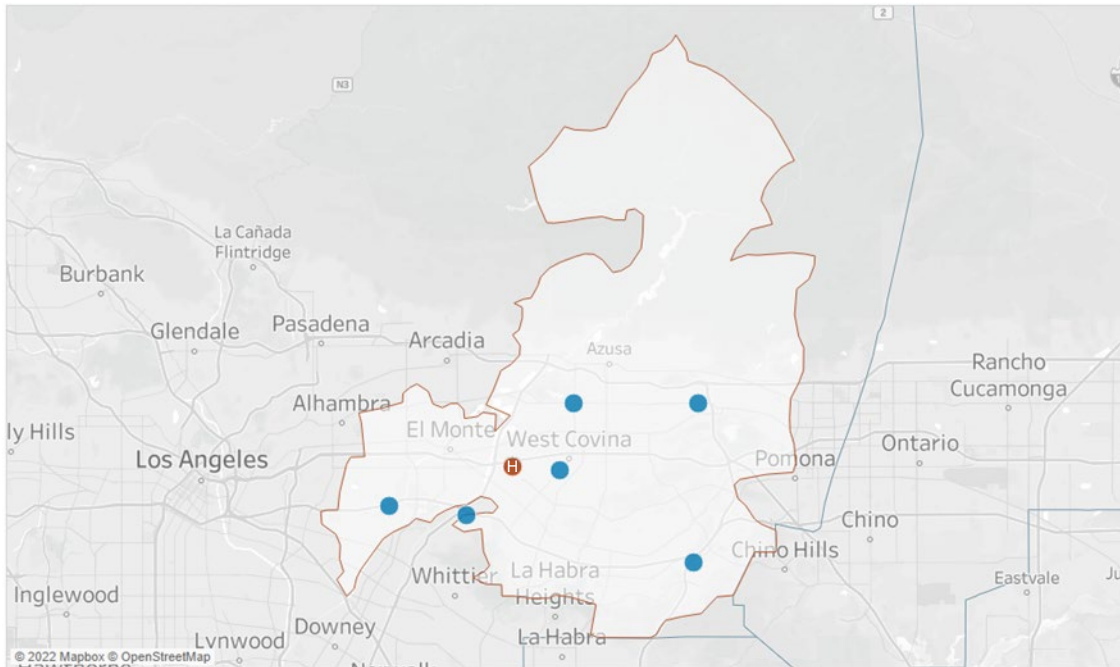 2
N3
La Cañada
Flintridge
Burbank
Glendale
Pasadena
Arcadia
Azusa
Rancho
Cucamonga
Alhambra
ly Hills
El Monte
West Covina
Ontario
Los Angeles
H
Pomona
Chino
Chino Hills
Whittier
La Habra
Heights
Eastvale
Ju
Inglewood
Downey
La Habra
Lynwood
© 2022 Mapbox © OpenStreetMap